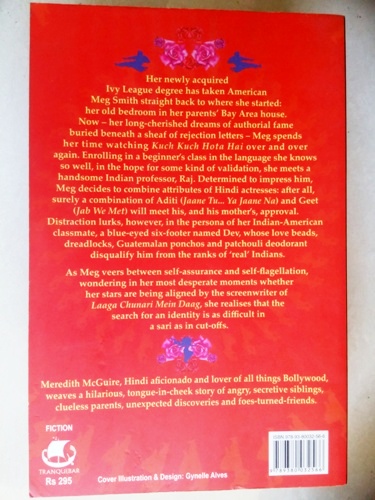 Her newly acquired
Ivy League degree has taken American
Meg Smith straight back to where she started:
her old bedroom in her parents' Bay Area house.
Now – her long-cherished dreams of authorial fame
buried beneath a sheaf of rejection letters – Meg spends
her time watching Kuch Kuch Hota Hai over and over
again. Enrolling in a beginner's class in the language she knows
so well, in the hope for some kind of validation, she meets a
handsome Indian professor, Raj. Determined to impress him,
Meg decides to combine attributes of Hindi actresses: after all,
surely a combination of Aditi (Jaane Tu... Ya Jaane Na) and Geet
(Jab We Met) will meet his, and his mother's, approval.
Distraction lurks, however, in the persona of her Indian-American
classmate, a blue-eyed six-footer named Dev, whose love beads,
dreadlocks, Guatemalan ponchos and patchouli deodorant
disqualify him from the ranks of 'real' Indians.
As Meg veers between self-assurance and self-flagellation,
wondering in her most desperate moments whether
her stars are being aligned by the screenwriter of
Laaga Chunari Mein Daag, she realises that the
search for an identity is as difficult in
a sari as in cut-offs.
Meredith McGuire, Hindi aficionado and lover of all things Bollywood,
weaves a hilarious, tongue-in-cheek story of angry, secretive siblings,
clueless parents, unexpected discoveries and foes-turned-friends.
FICTION
TRANQUEBAR
Rs 295
Cover Illustration & Design: Gynelle Alves